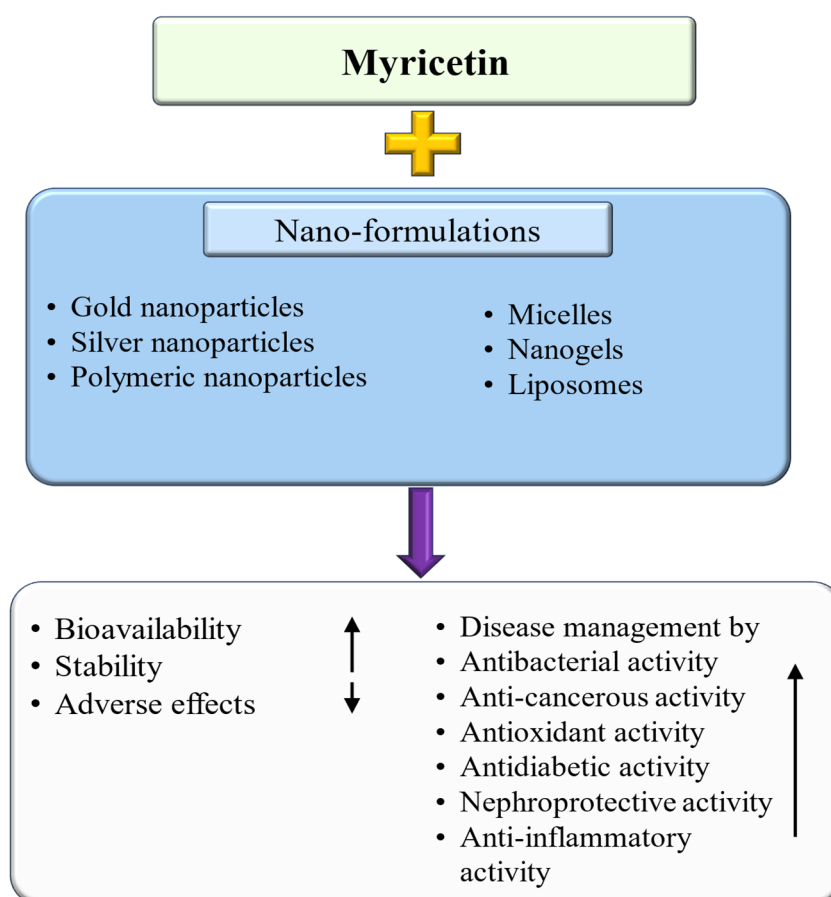 Myricetin
Nano-formulations
• Gold nanoparticles
• Silver nanoparticles
• Polymeric nanoparticles
• Micelles
• Nanogels
• Liposomes
• Bioavailability
• Stability
• Adverse effects
• Disease management by
• Antibacterial activity
• Anti-cancerous activity
• Antioxidant activity
• Antidiabetic activity
• Nephroprotective activity
• Anti-inflammatory
activity